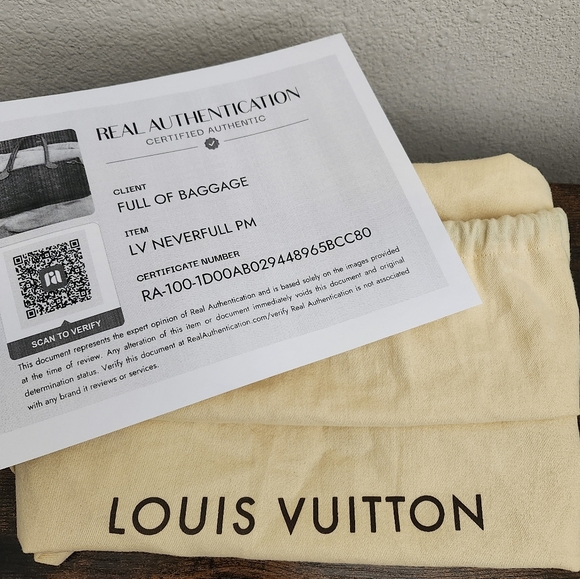 REAL AUTHENTICATION
CERTIFIED AUTHENTIC
CLIENT
FULL OF BAGGAGE
ITEM
LV NEVERFULL PM
CERTIFICATE NUMBER
RA-100-1D00AB029448965BCC80
SCAN TO VERIFY
This document represents the expert opinion of Real Authentication and is based solely on the images provided
at the time of review. Any alteration of this item or document immediately voids this document and original
determination status. Verify this document at RealAuthentication.com/verify Real Authentication is not associated
with any brand it reviews or services.
LOUIS VUITTON